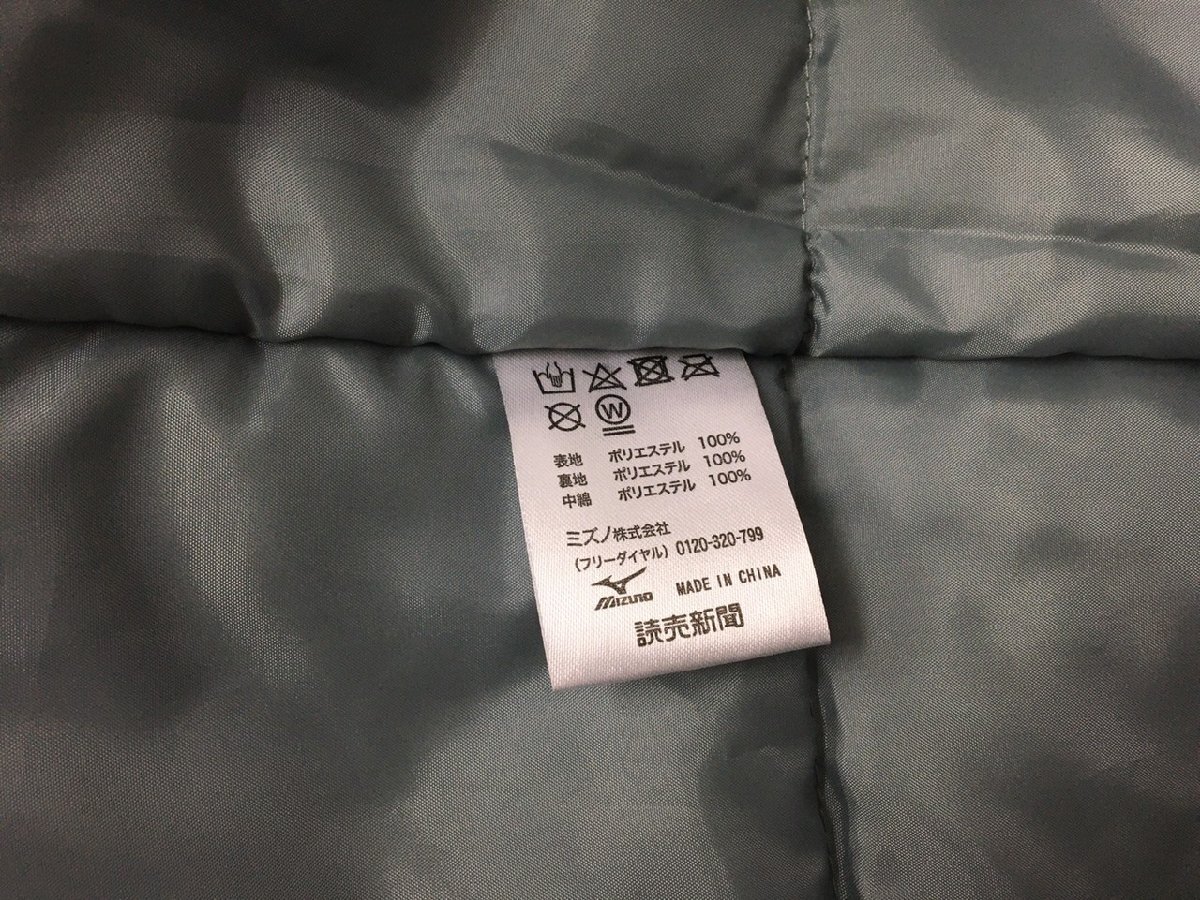 W
表地 ポリエステル 100%
裏地 ポリエステル 100%
中綿 ポリエステル 100%
ミズノ株式会社
(フリーダイヤル) 0120-320-799
MIZUNO MADE IN CHINA
読売新聞